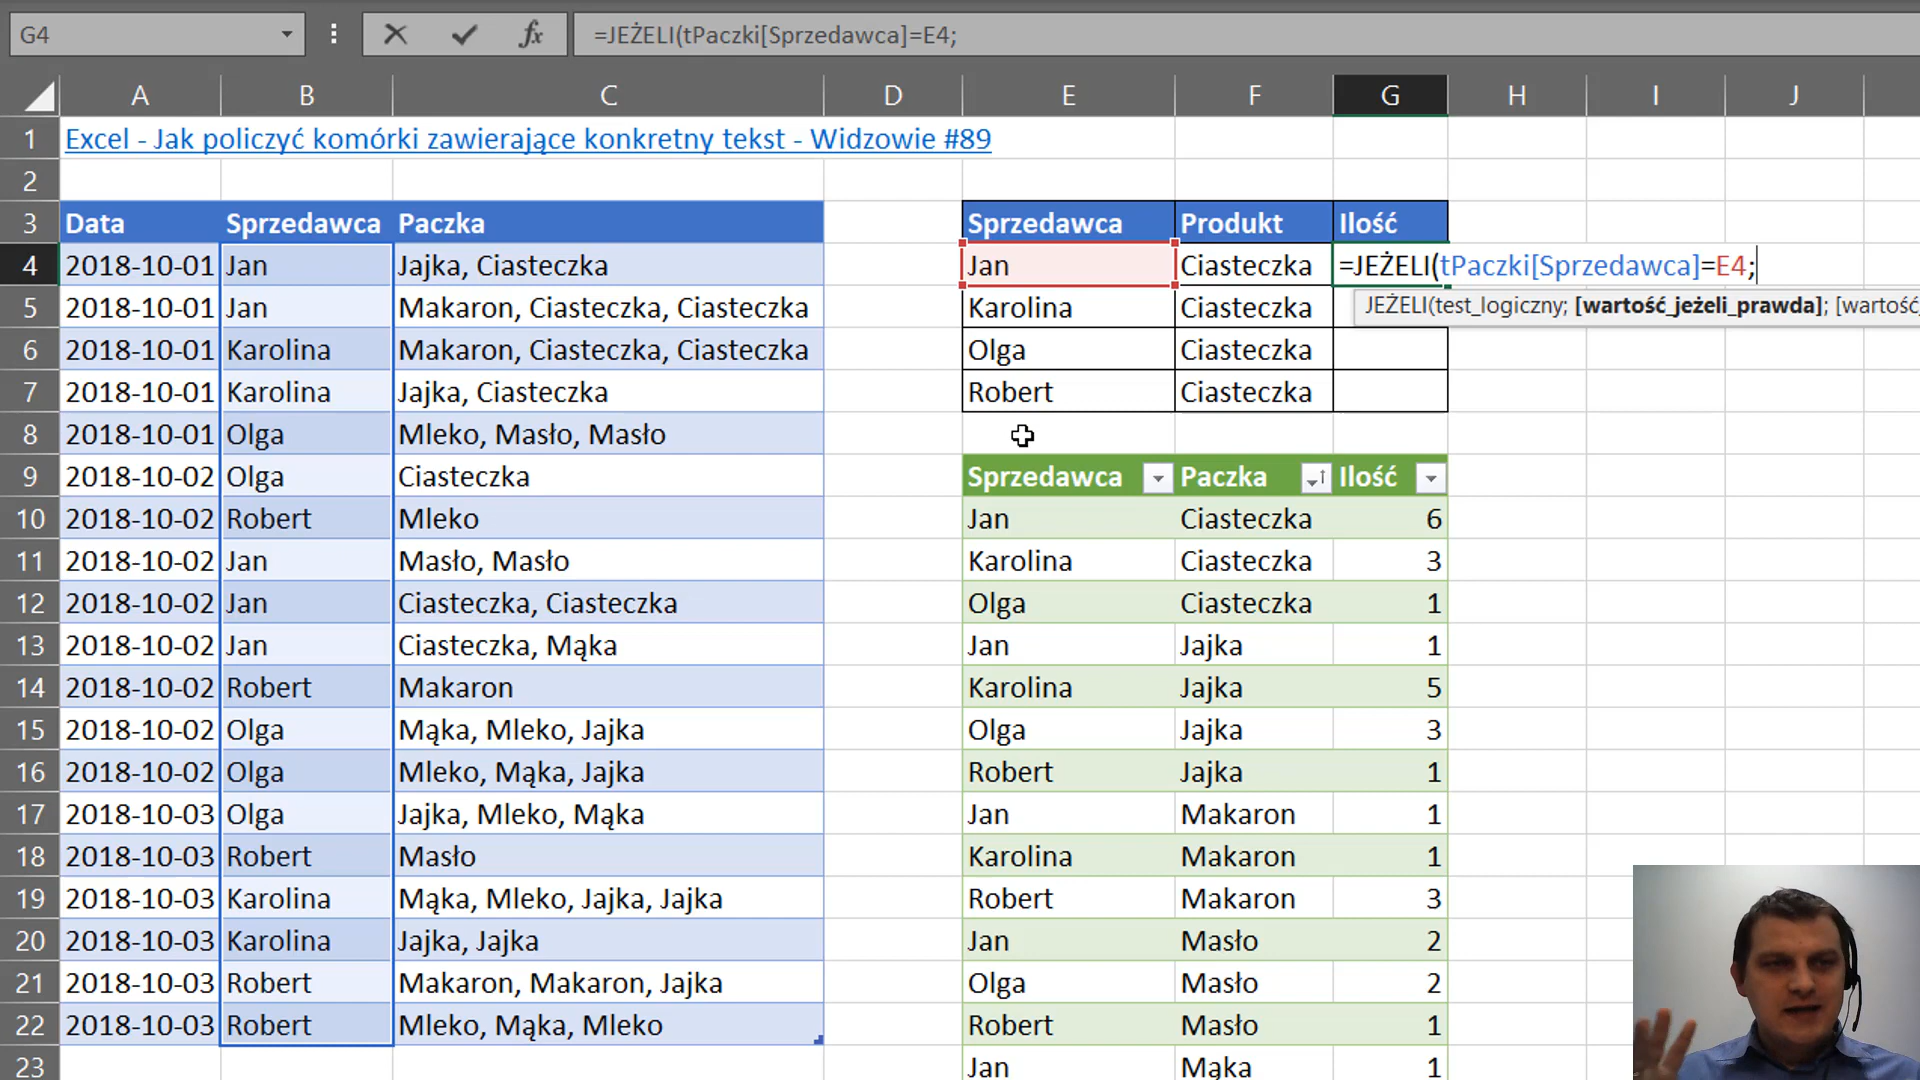 G4
fx
=JEŻELI(tPaczki[Sprzedawca]=E4;
A B C D E F G H I J
1 Excel - Jak policzyć komórki zawierające konkretny tekst - Widzowie #89
2
3 Data Sprzedawca Paczka Sprzedawca Produkt Ilość
4 2018-10-01 Jan Jajka, Ciasteczka Jan Ciasteczka =JEŻELI(tPaczki[Sprzedawca]=E4;
5 2018-10-01 Jan Makaron, Ciasteczka, Ciasteczka Karolina Ciasteczka JEŻELI(test_logiczny; [wartość_jeżeli_prawda]; [wartość_
6 2018-10-01 Karolina Makaron, Ciasteczka, Ciasteczka Olga Ciasteczka
7 2018-10-01 Karolina Jajka, Ciasteczka Robert Ciasteczka
8 2018-10-01 Olga Mleko, Masło, Masło
9 2018-10-02 Olga Ciasteczka Sprzedawca Paczka Ilość
10 2018-10-02 Robert Mleko Jan Ciasteczka 6
11 2018-10-02 Jan Masło, Masło Karolina Ciasteczka 3
12 2018-10-02 Jan Ciasteczka, Ciasteczka Olga Ciasteczka 1
13 2018-10-02 Jan Ciasteczka, Mąka Jan Jajka 1
14 2018-10-02 Robert Makaron Karolina Jajka 5
15 2018-10-02 Olga Mąka, Mleko, Jajka Olga Jajka 3
16 2018-10-02 Olga Mleko, Mąka, Jajka Robert Jajka 1
17 2018-10-03 Olga Jajka, Mleko, Mąka Jan Makaron 1
18 2018-10-03 Robert Masło Karolina Makaron 1
19 2018-10-03 Karolina Mąka, Mleko, Jajka, Jajka Robert Makaron 3
20 2018-10-03 Karolina Jajka, Jajka Jan Masło 2
21 2018-10-03 Robert Makaron, Makaron, Jajka Olga Masło 2
22 2018-10-03 Robert Mleko, Mąka, Mleko Robert Masło 1
23 Jan Mąka 1